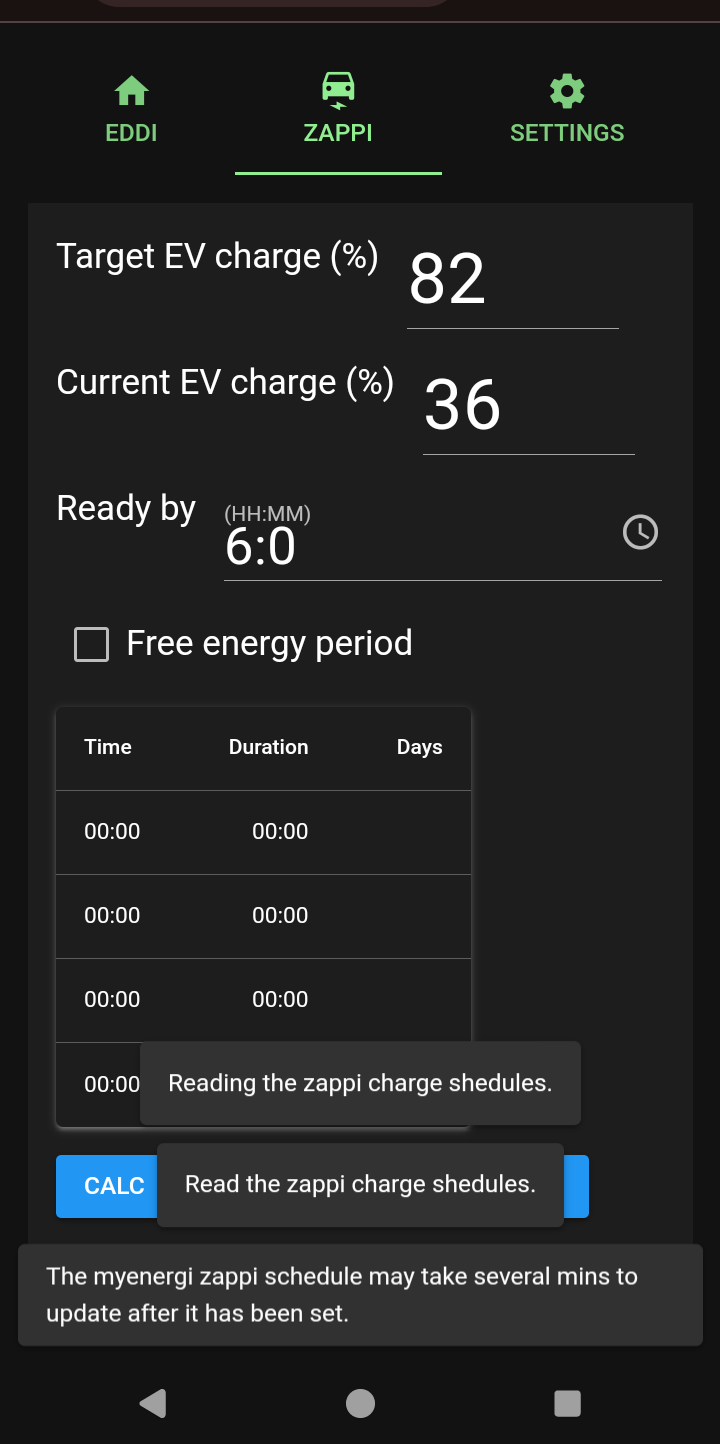 EDDI
ZAPPI
SETTINGS
Target EV charge (%)
82
Current EV charge (%)
36
Ready by
(HH:MM)
6:0
Free energy period
Time Duration Days
00:00 00:00
00:00 00:00
00:00 00:00
00:00
Reading the zappi charge shedules.
CALC
Read the zappi charge shedules.
The myenergi zappi schedule may take several mins to
update after it has been set.